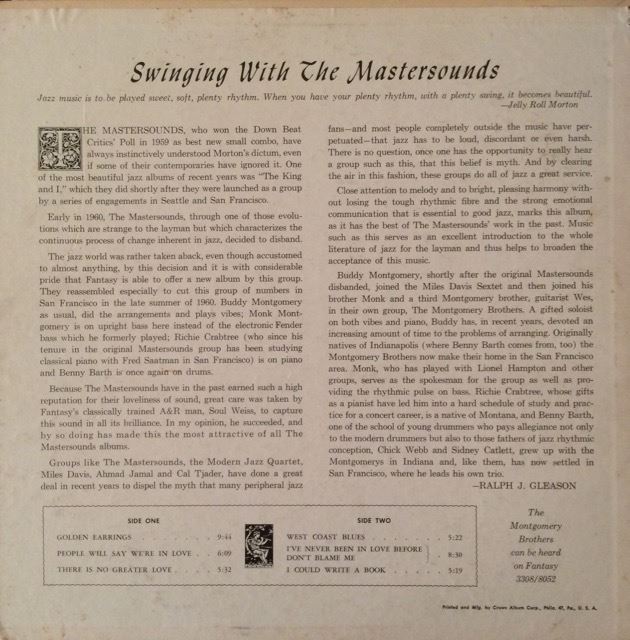 Swinging With The Mastersounds
Jazz music is to be played sweet, soft, plenty rhythm. When you have your plenty rhythm, with a plenty swing, it becomes beautiful.
—Jelly Roll Morton
THE MASTERSOUNDS, who won the Down Beat
Critics' Poll in 1959 as best new small combo, have
always instinctively understood Morton's dictum, even
if some of their contemporaries have ignored it. One
of the most beautiful jazz albums of recent years was "The King
and I," which they did shortly after they were launched as a group
by a series of engagements in Seattle and San Francisco.
Early in 1960, The Mastersounds, through one of those evolu-
tions which are strange to the layman but which characterizes the
continuous process of change inherent in jazz, decided to disband.
The jazz world was rather taken aback, even though accustomed
to almost anything, by this decision and it is with considerable
pride that Fantasy is able to offer a new album by this group.
They reassembled especially to cut this group of numbers in
San Francisco in the late summer of 1960. Buddy Montgomery
as usual, did the arrangements and plays vibes; Monk Mont-
gomery is on upright bass here instead of the electronic Fender
bass which he formerly played; Richie Crabtree (who since his
tenure in the original Mastersounds group has been studying
classical piano with Fred Saatman in San Francisco) is on piano
and Benny Barth is once again on drums.
Because The Mastersounds have in the past earned such a high
reputation for their loveliness of sound, great care was taken by
Fantasy's classically trained A&R man, Soul Weiss, to capture
this sound in all its brilliance. In my opinion, he succeeded, and
by so doing has made this the most attractive of all The
Mastersounds albums.
Groups like The Mastersounds, the Modern Jazz Quartet,
Miles Davis, Ahmad Jamal and Cal Tjader, have done a great
deal in recent years to dispel the myth that many peripheral jazz
fans—and most people completely outside the music have per-
petuated—that jazz has to be loud, discordant or even harsh.
There is no question, once one has the opportunity to really hear
a group such as this, that this belief is myth. And by clearing
the air in this fashion, these groups do all of jazz a great service.
Close attention to melody and to bright, pleasing harmony with-
out losing the tough rhythmic fibre and the strong emotional
communication that is essential to good jazz, marks this album,
as it has the best of The Mastersounds' work in the past. Music
such as this serves as an excellent introduction to the whole
literature of jazz for the layman and thus helps to broaden the
acceptance of this music.
Buddy Montgomery, shortly after the original Mastersounds
disbanded, joined the Miles Davis Sextet and then joined his
brother Monk and a third Montgomery brother, guitarist Wes,
in their own group, The Montgomery Brothers. A gifted soloist
on both vibes and piano, Buddy has, in recent years, devoted an
increasing amount of time to the problems of arranging. Originally
natives of Indianapolis (where Benny Barth comes from, too) the
Montgomery Brothers now make their home in the San Francisco
area. Monk, who has played with Lionel Hampton and other
groups, serves as the spokesman for the group as well as pro-
viding the rhythmic pulse on bass. Richie Crabtree, whose gifts
as a pianist have led him into a hard schedule of study and prac-
tice for a concert career, is a native of Montana, and Benny Barth,
one of the school of young drummers who pays allegiance not only
to the modern drummers but also to those fathers of jazz rhythmic
conception, Chick Webb and Sidney Catlett, grew up with the
Montgomerys in Indiana and, like them, has now settled in
San Francisco, where he leads his own trio.
—RALPH J. GLEASON
SIDE ONE
GOLDEN EARRINGS . . . . . . . . 9:44
PEOPLE WILL SAY WE'RE IN LOVE . . 6:09
THERE IS NO GREATER LOVE . . . . 5:32
SIDE TWO
WEST COAST BLUES . . . . . . . 5:22
I'VE NEVER BEEN IN LOVE BEFORE
DON'T BLAME ME } . 8:30
I COULD WRITE A BOOK . . . . . . 5:19
The
Montgomery
Brothers
can be heard
on Fantasy
3308/8052
Printed and Mfg. by Crown Album Corp., Phila. 47, Pa., U. S. A.